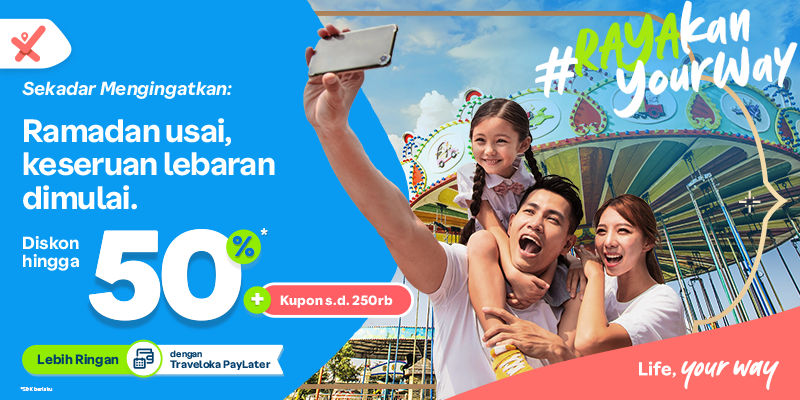 Sekadar Mengingatkan:
Ramadan usai,
keseruan lebaran
dimulai.
Diskon
hingga
50%*
+ Kupon s.d. 250rb
Lebih Ringan
dengan
Traveloka PayLater
*S&K berlaku
#RAYAkan
YourWay
Life, your way